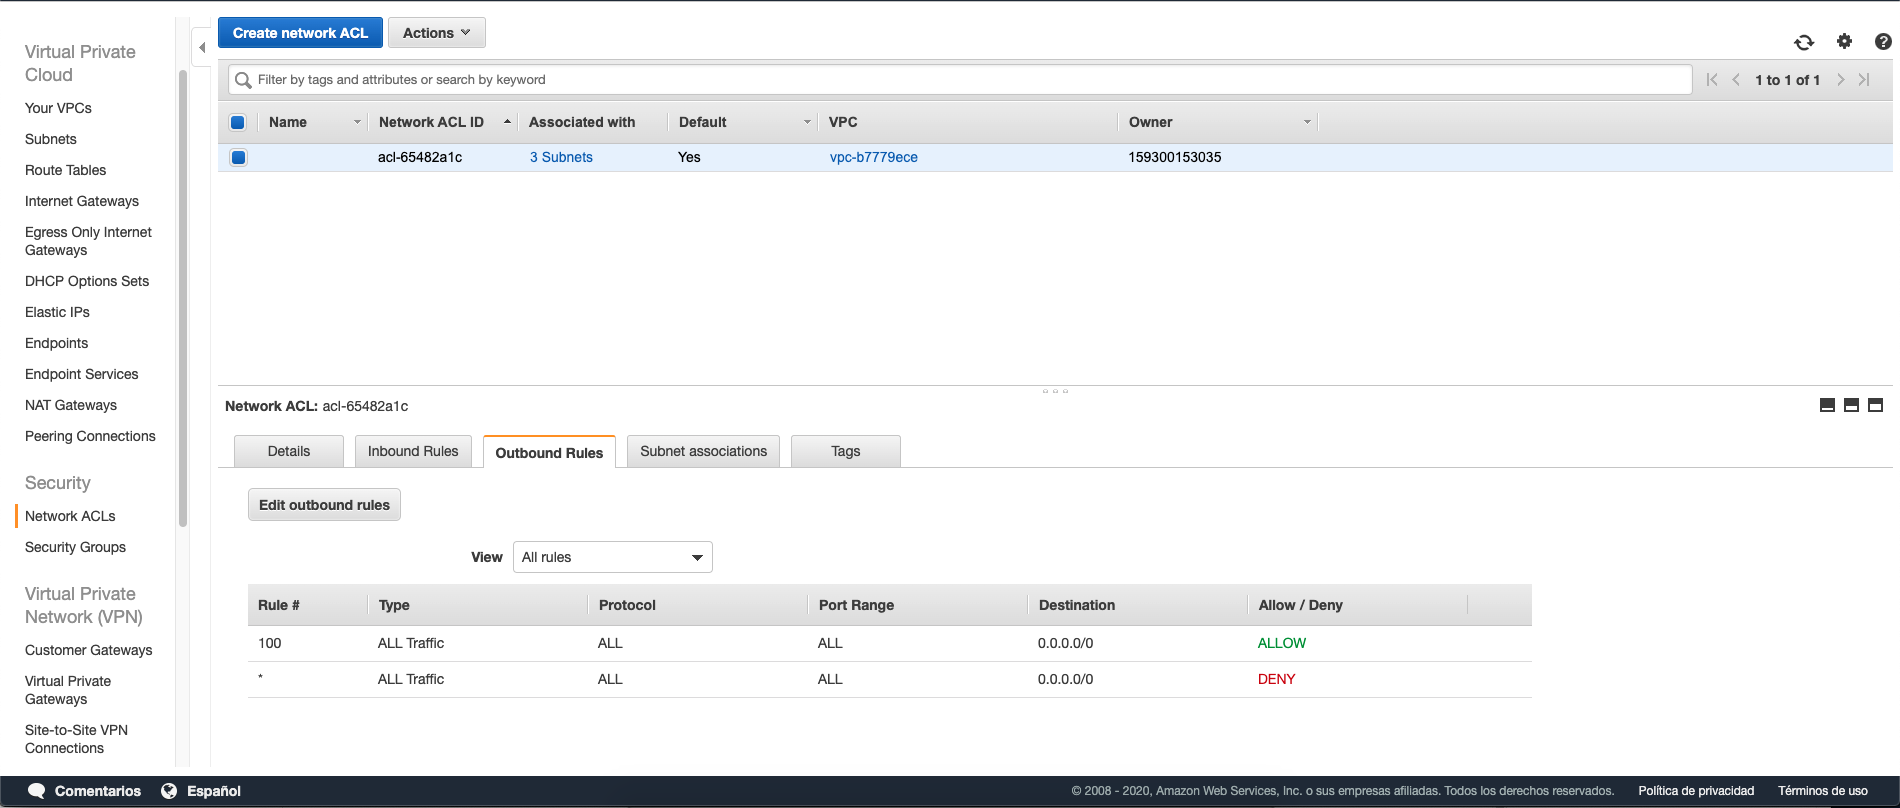 Virtual Private
Cloud
Your VPCs
Subnets
Route Tables
Internet Gateways
Egress Only Internet
Gateways
DHCP Options Sets
Elastic IPs
Endpoints
Endpoint Services
NAT Gateways
Peering Connections
Security
Network ACLs
Security Groups
Virtual Private
Network (VPN)
Customer Gateways
Virtual Private
Gateways
Site-to-Site VPN
Connections
Create network ACL Actions
Filter by tags and attributes or search by keyword 1 to 1 of 1
Name Network ACL ID Associated with Default VPC Owner
acl-65482a1c 3 Subnets Yes vpc-b7779ece 159300153035
Network ACL: acl-65482a1c
Details Inbound Rules Outbound Rules Subnet associations Tags
Edit outbound rules
View All rules
Rule # Type Protocol Port Range Destination Allow / Deny
100 ALL Traffic ALL ALL 0.0.0.0/0 ALLOW
* ALL Traffic ALL ALL 0.0.0.0/0 DENY
Comentarios Español © 2008 - 2020, Amazon Web Services, Inc. o sus empresas afiliadas. Todos los derechos reservados. Política de privacidad Términos de uso